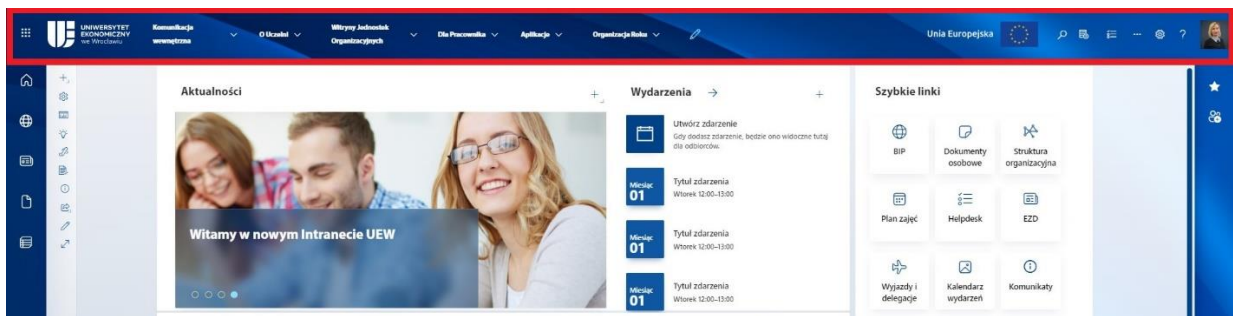 UNIWERSYTET
EKONOMICZNY
we Wrocławiu
Komunikacja
wewnętrzna
O Uczelni
Witryny Jednostek
Organizacyjnych
Dla Pracownika
Aplikacje
Organizacja Roku
Unia Europejska
Aktualności
Witamy w nowym Intranecie UEW
Wydarzenia
Utwórz zdarzenie
Gdy dodasz zdarzenie, będzie ono widoczne tutaj
dla odbiorców.
Miesiąc
01
Tytuł zdarzenia
Wtorek 12:00–13:00
Miesiąc
01
Tytuł zdarzenia
Wtorek 12:00–13:00
Miesiąc
01
Tytuł zdarzenia
Wtorek 12:00–13:00
Szybkie linki
BIP
Dokumenty
osobowe
Struktura
organizacyjna
Plan zajęć
Helpdesk
EZD
Wyjazdy i
delegacje
Kalendarz
wydarzeń
Komunikaty